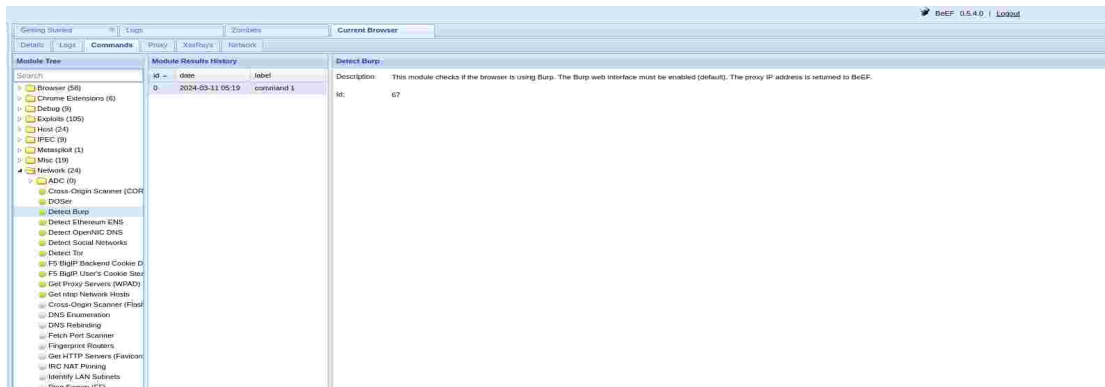 BeEF 0.5.4.0 | Logout
Getting Started Logs Zombies Current Browser
Details Logs Commands Proxy XssRays Network
Module Tree
Search
Browser (58)
Chrome Extensions (6)
Debug (9)
Exploits (105)
Host (24)
IPEC (9)
Metasploit (1)
Misc (19)
Network (24)
ADC (0)
Cross-Origin Scanner (COR
DOSer
Detect Burp
Detect Ethereum ENS
Detect OpenNIC DNS
Detect Social Networks
Detect Tor
F5 BigIP Backend Cookie D
F5 BigIP User's Cookie Stea
Get Proxy Servers (WPAD)
Get ntop Network Hosts
Cross-Origin Scanner (Flash
DNS Enumeration
DNS Rebinding
Fetch Port Scanner
Fingerprint Routers
Get HTTP Servers (Favicon
IRC NAT Pinning
Identify LAN Subnets
Module Results History
id date label
0 2024-03-11 05:19 command 1
Detect Burp
Description: This module checks if the browser is using Burp. The Burp web interface must be enabled (default). The proxy IP address is returned to BeEF.
Id: 67